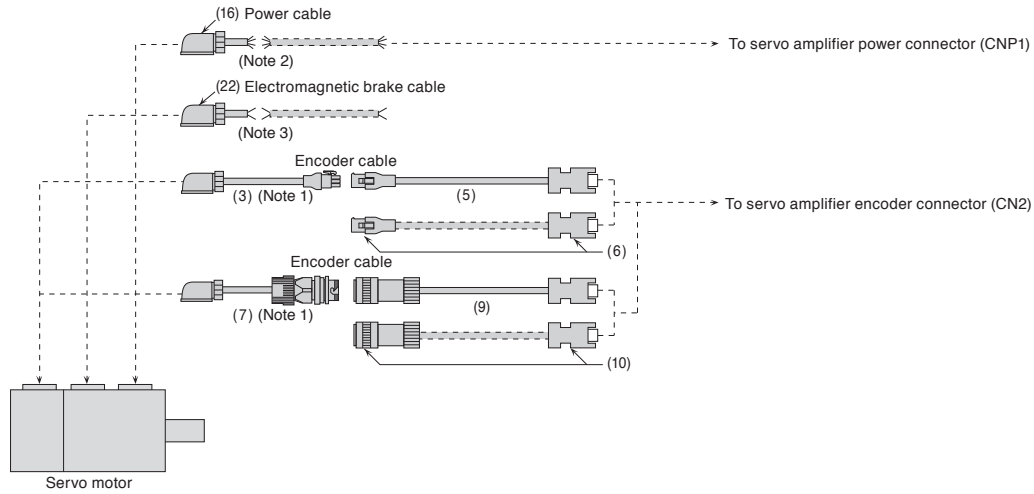 (16) Power cable
To servo amplifier power connector (CNP1)
(Note 2)
(22) Electromagnetic brake cable
(Note 3)
Encoder cable
(3) (Note 1)
(5)
To servo amplifier encoder connector (CN2)
(6)
Encoder cable
(7) (Note 1)
(9)
(10)
Servo motor